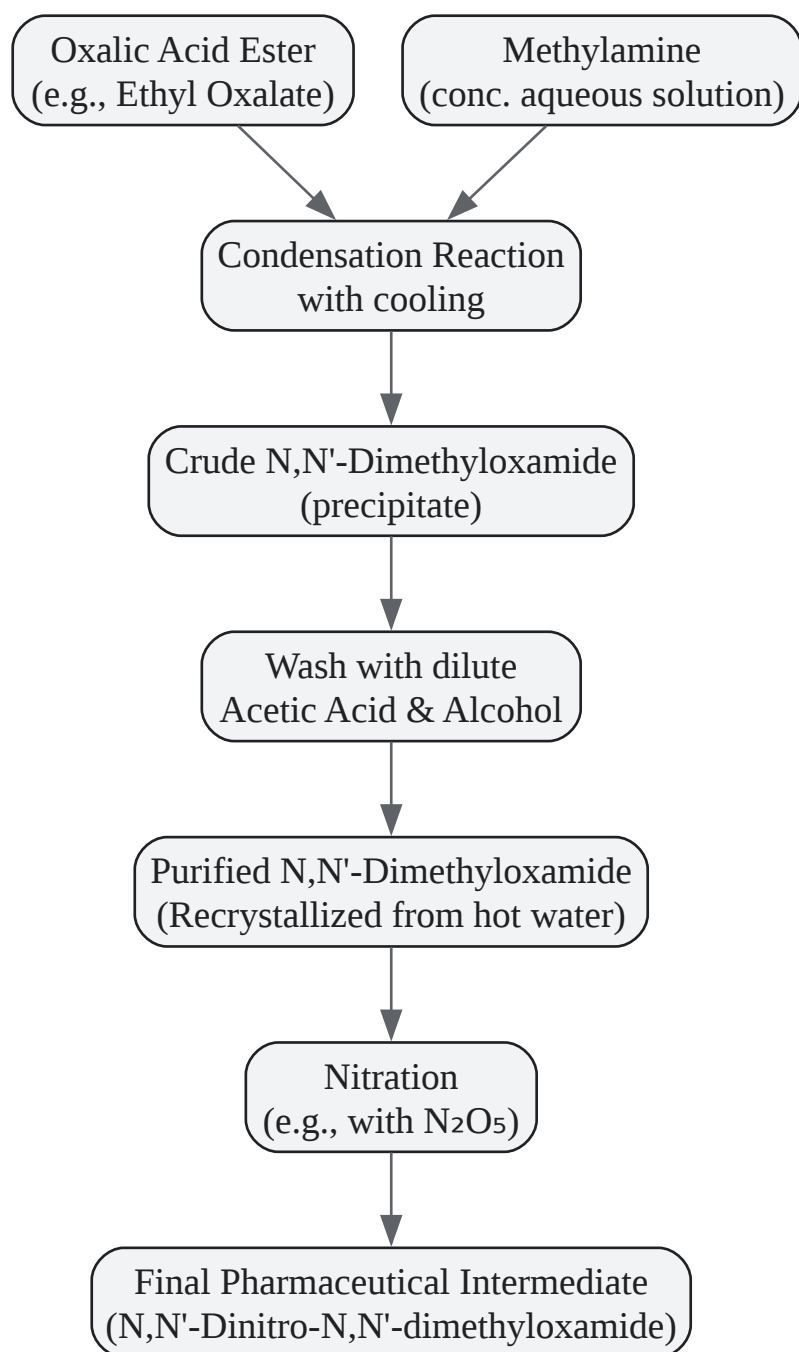 Oxalic Acid Ester
(e.g., Ethyl Oxalate)
Methylamine
(conc. aqueous solution)
Condensation Reaction
with cooling
Crude N,N'-Dimethyloxamide
(precipitate)
Wash with dilute
Acetic Acid & Alcohol
Purified N,N'-Dimethyloxamide
(Recrystallized from hot water)
Nitration
(e.g., with N₂O₅)
Final Pharmaceutical Intermediate
(N,N'-Dinitro-N,N'-dimethyloxamide)